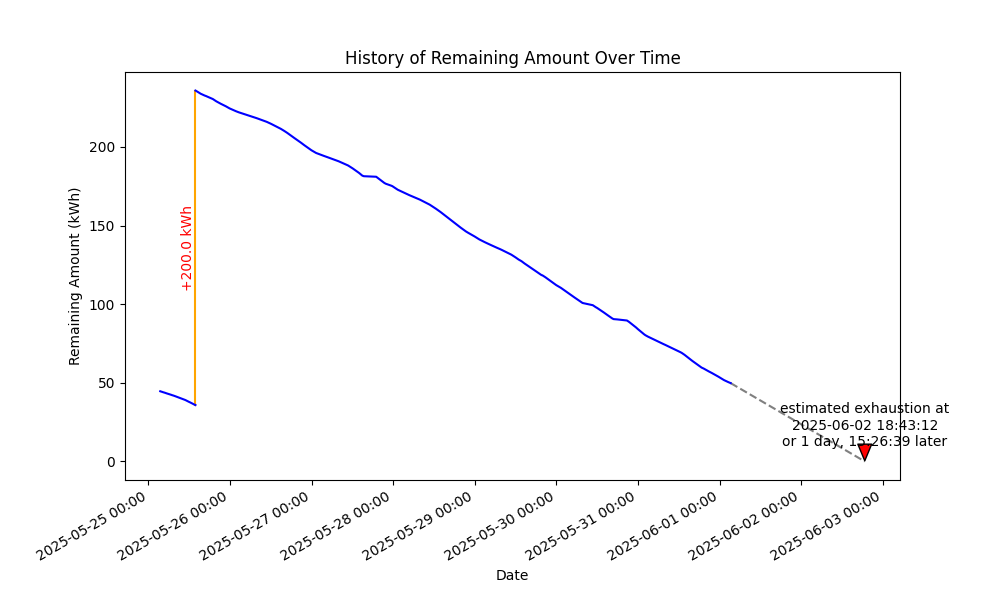 History of Remaining Amount Over Time
Remaining Amount (kWh)
200
150
100
50
0
+200.0 kWh
estimated exhaustion at
2025-06-02 18:43:12
or 1 day, 15:26:39 later
2025-05-25 00:00
2025-05-26 00:00
2025-05-27 00:00
2025-05-28 00:00
2025-05-29 00:00
2025-05-30 00:00
2025-05-31 00:00
2025-06-01 00:00
2025-06-02 00:00
2025-06-03 00:00
Date